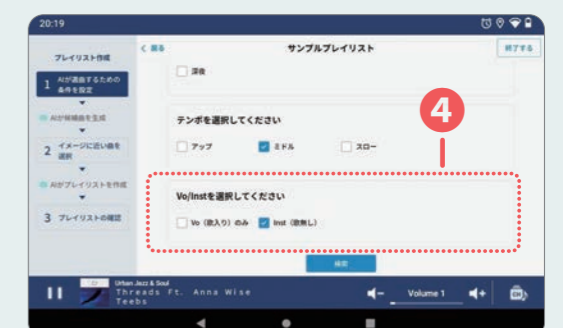 20:19
プレイリスト作成
く 戻る
サンプルプレイリスト
終了する
深夜
1 AIが選曲するための
条件を設定
AIが候補曲を生成
2 イメージに近い曲を
選択
AIがプレイリストを作成
3 プレイリストの確認
テンポを選択してください
アップ
ミドル
スロー
4
Vo/Instを選択してください
Vo（歌入り）のみ
Inst（歌無し）
検索
Urban Jazz & Soul
Threads Ft. Anna Wise
Teebs
Volume 1
CH